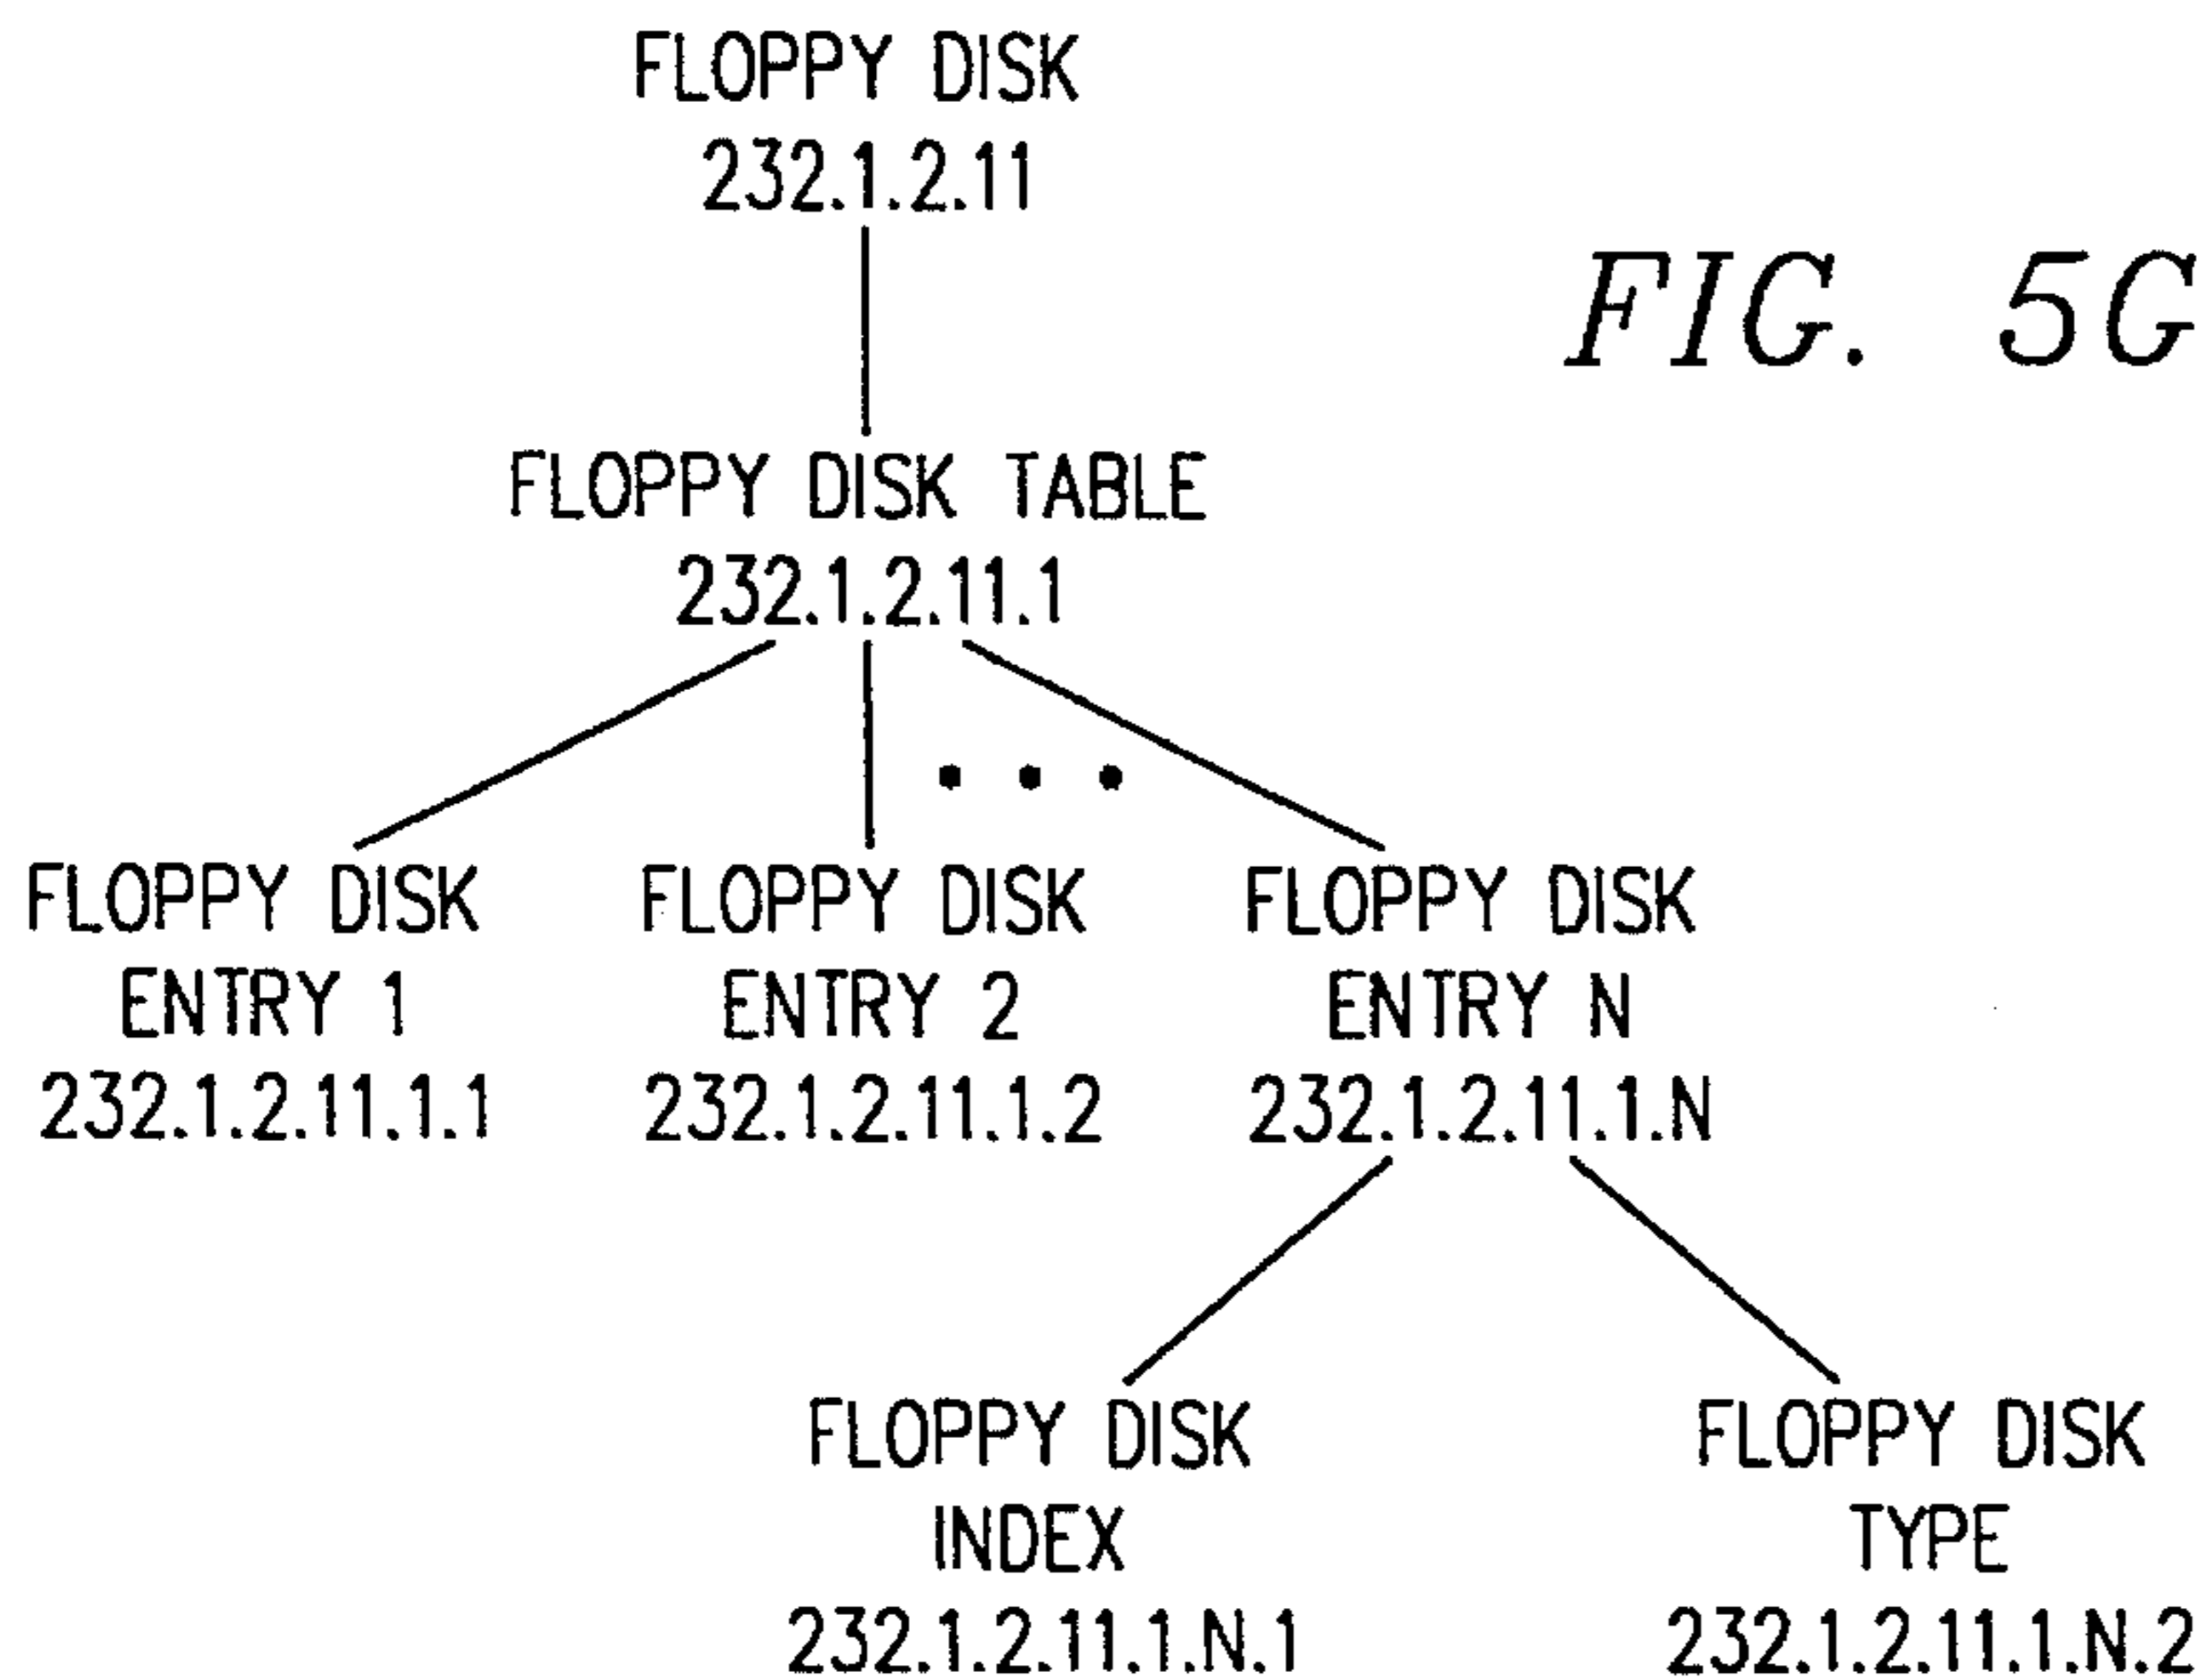 FLOPPY DISK
232.1.2.11
FIG. 5G
FLOPPY DISK TABLE
232.1.2.11.1
FLOPPY DISK
ENTRY 1
232.1.2.11.1.1
FLOPPY DISK
ENTRY 2
232.1.2.11.1.2
FLOPPY DISK
ENTRY N
232.1.2.11.1.N
FLOPPY DISK
INDEX
232.1.2.11.1.N.1
FLOPPY DISK
TYPE
232.1.2.11.1.N.2